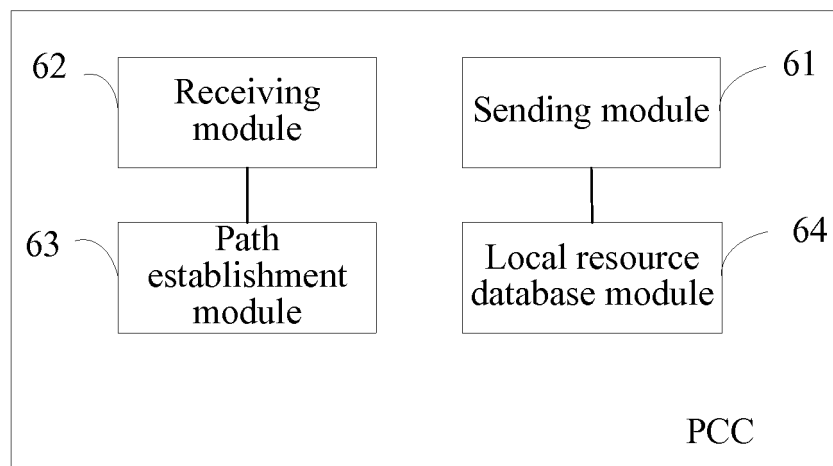 62
Receiving
module
Sending module
61
63
Path
establishment
module
Local resource
database module
64
PCC